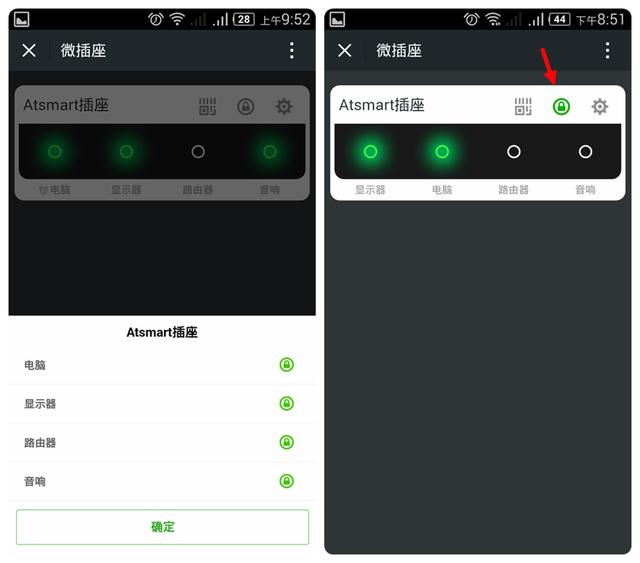 28 上午9:52
微插座
Atsmart插座
电脑 显示器 路由器 音响
Atsmart插座
电脑
显示器
路由器
音响
确定
44 下午8:51
微插座
Atsmart插座
显示器 电脑 路由器 音响